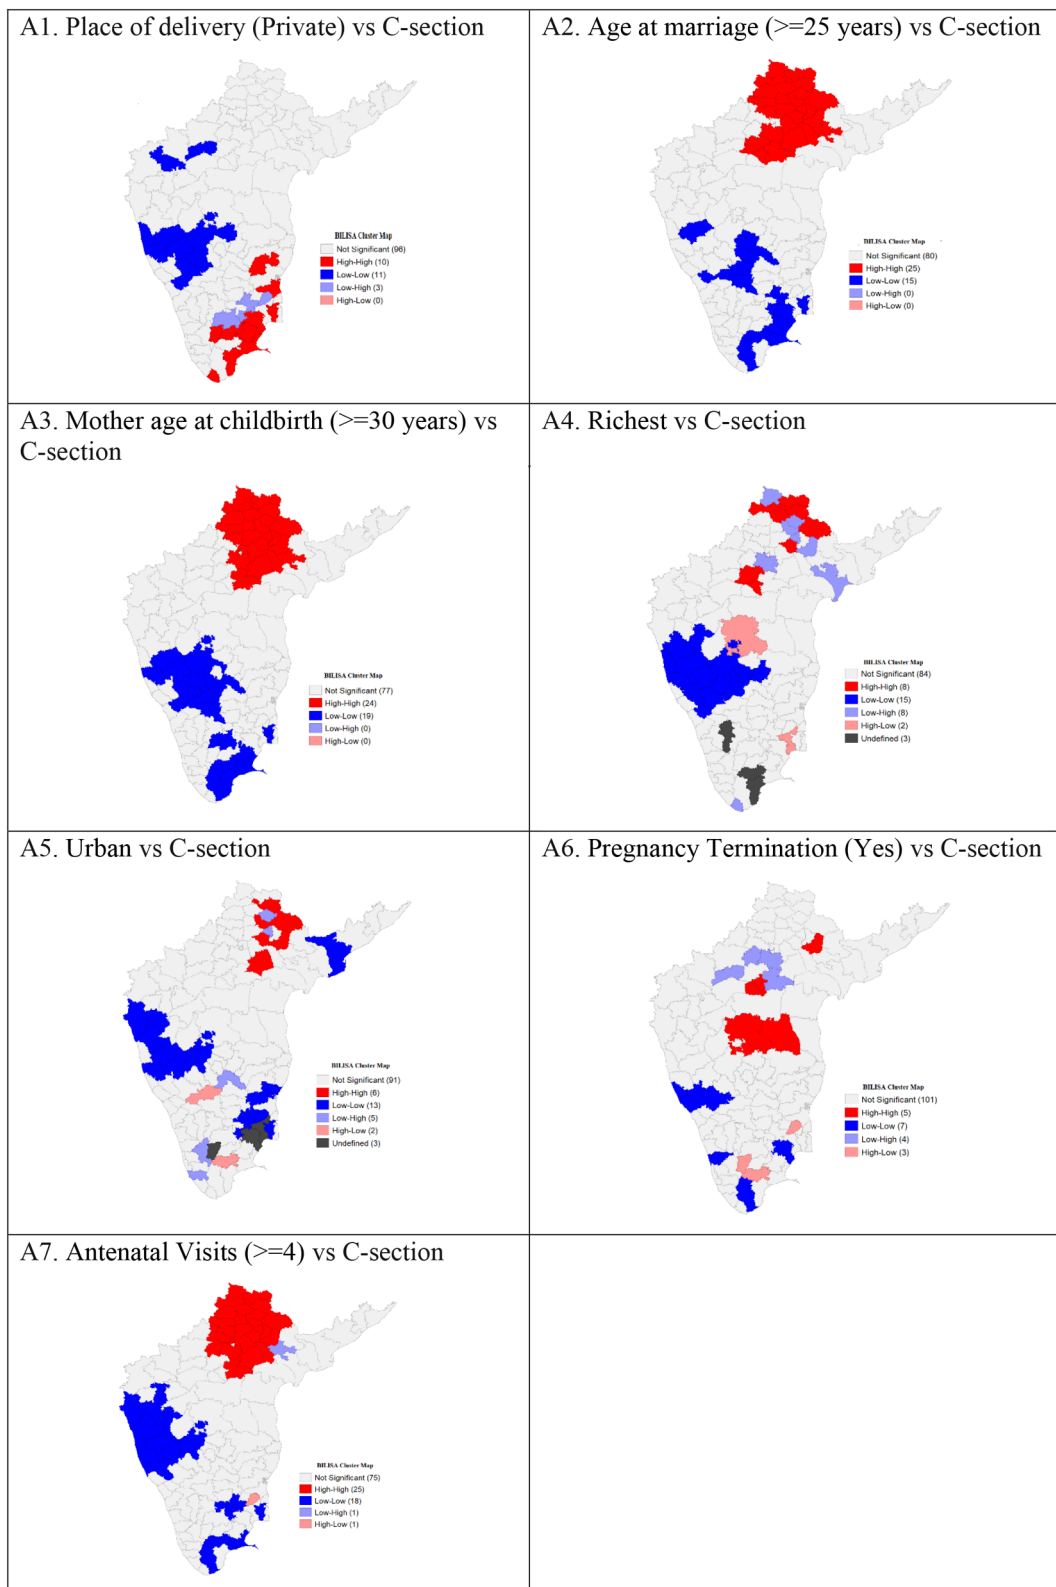 A1. Place of delivery (Private) vs C-section
BILISA Cluster Map
Not Significant (96)
High-High (10)
Low-Low (11)
Low-High (3)
High-Low (0)
A2. Age at marriage (>=25 years) vs C-section
BILISA Cluster Map
Not Significant (80)
High-High (25)
Low-Low (15)
Low-High (0)
High-Low (0)
A3. Mother age at childbirth (>=30 years) vs
C-section
BILISA Cluster Map
Not Significant (77)
High-High (24)
Low-Low (19)
Low-High (0)
High-Low (0)
A4. Richest vs C-section
BILISA Cluster Map
Not Significant (84)
High-High (8)
Low-Low (15)
Low-High (8)
High-Low (2)
Undefined (3)
A5. Urban vs C-section
BILISA Cluster Map
Not Significant (91)
High-High (6)
Low-Low (13)
Low-High (5)
High-Low (2)
Undefined (3)
A6. Pregnancy Termination (Yes) vs C-section
BILISA Cluster Map
Not Significant (101)
High-High (5)
Low-Low (7)
Low-High (4)
High-Low (3)
A7. Antenatal Visits (>=4) vs C-section
BILISA Cluster Map
Not Significant (75)
High-High (25)
Low-Low (18)
Low-High (1)
High-Low (1)